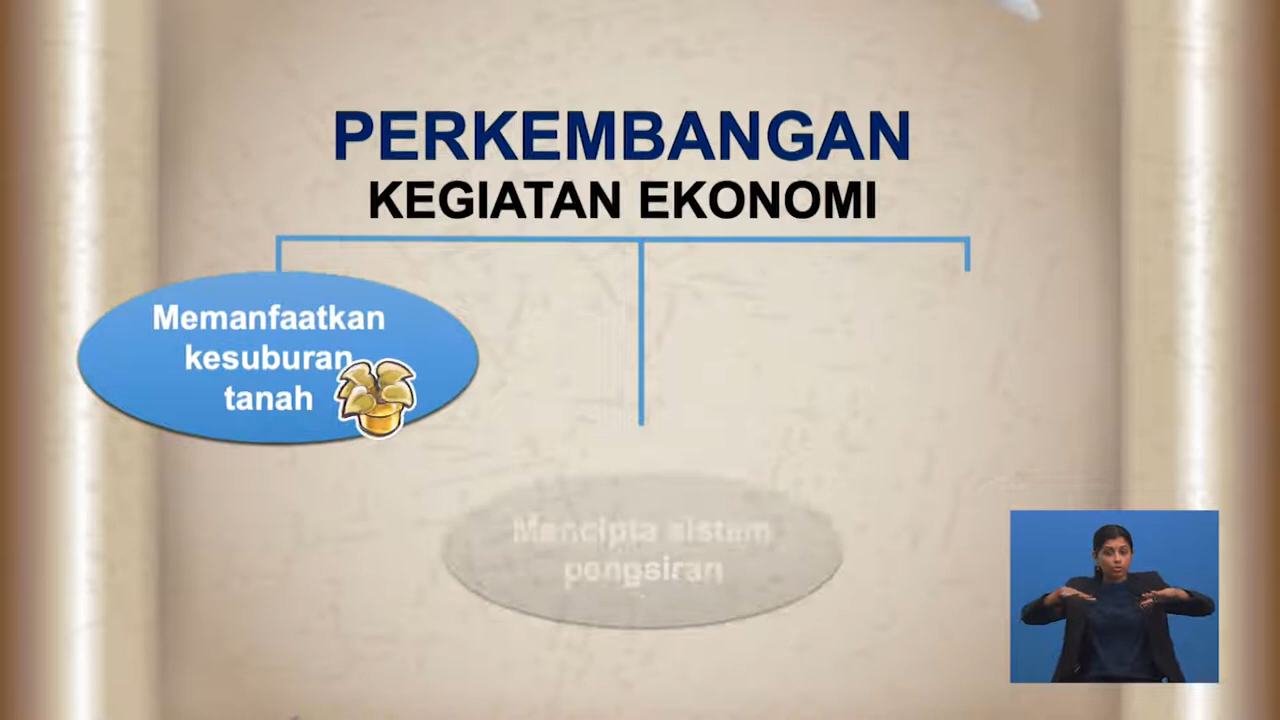 PERKEMBANGAN
KEGIATAN EKONOMI
Memanfaatkan
kesuburan
tanah
Mencipta sistem
pengairan